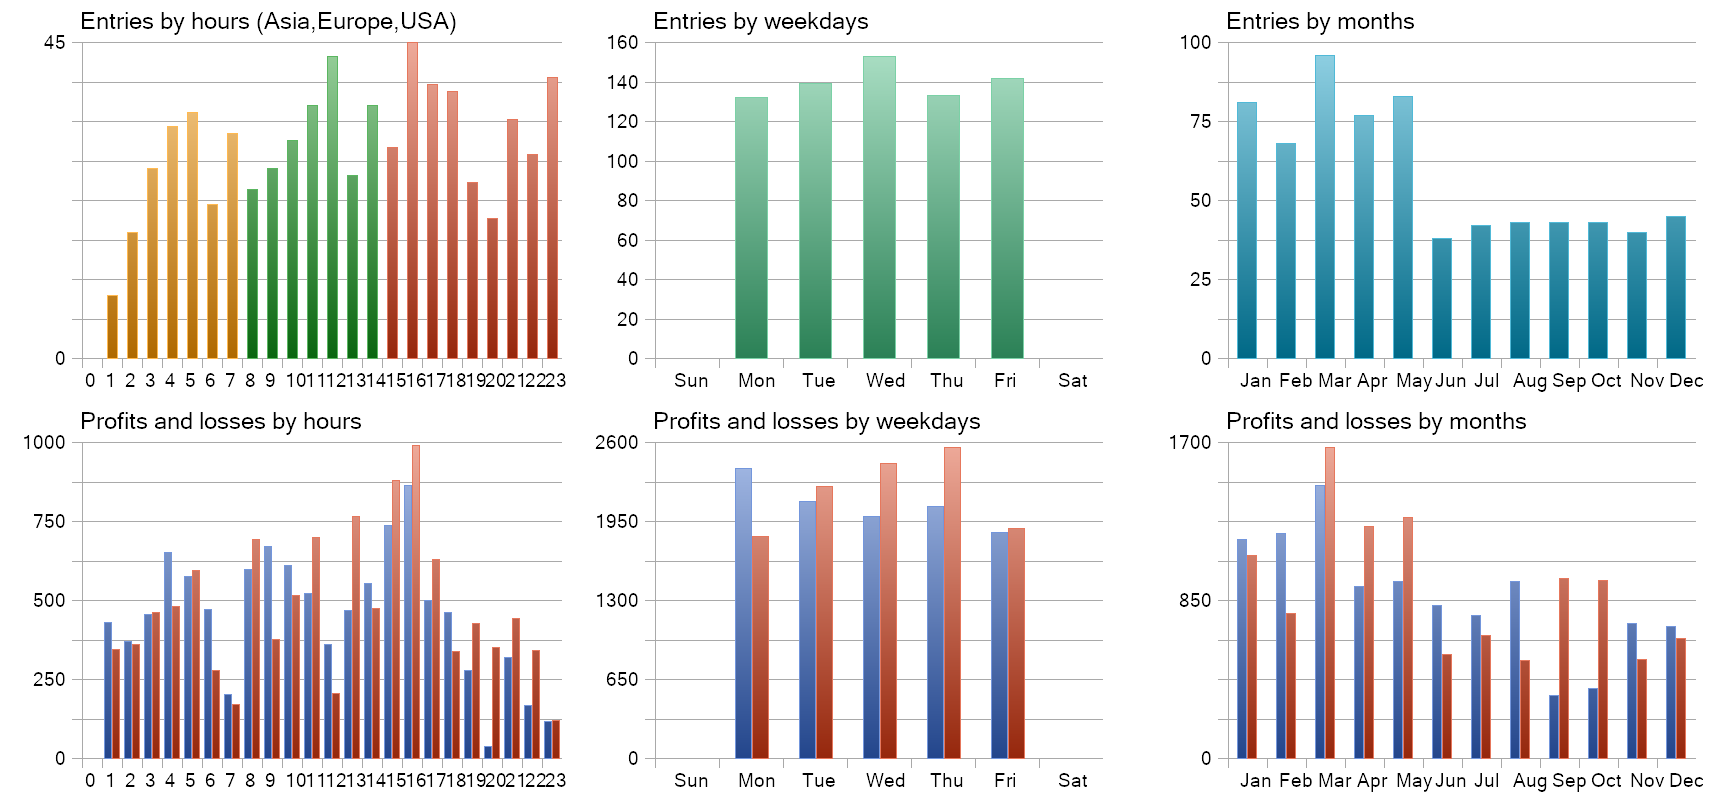 Entries by hours (Asia,Europe,USA)
45
0
0 1 2 3 4 5 6 7 8 9 10 11 12 13 14 15 16 17 18 19 20 21 22 23
Entries by weekdays
160
140
120
100
80
60
40
20
0
Sun Mon Tue Wed Thu Fri Sat
Entries by months
100
75
50
25
0
Jan Feb Mar Apr May Jun Jul Aug Sep Oct Nov Dec
Profits and losses by hours
1000
750
500
250
0
0 1 2 3 4 5 6 7 8 9 10 11 12 13 14 15 16 17 18 19 20 21 22 23
Profits and losses by weekdays
2600
1950
1300
650
0
Sun Mon Tue Wed Thu Fri Sat
Profits and losses by months
1700
850
0
Jan Feb Mar Apr May Jun Jul Aug Sep Oct Nov Dec